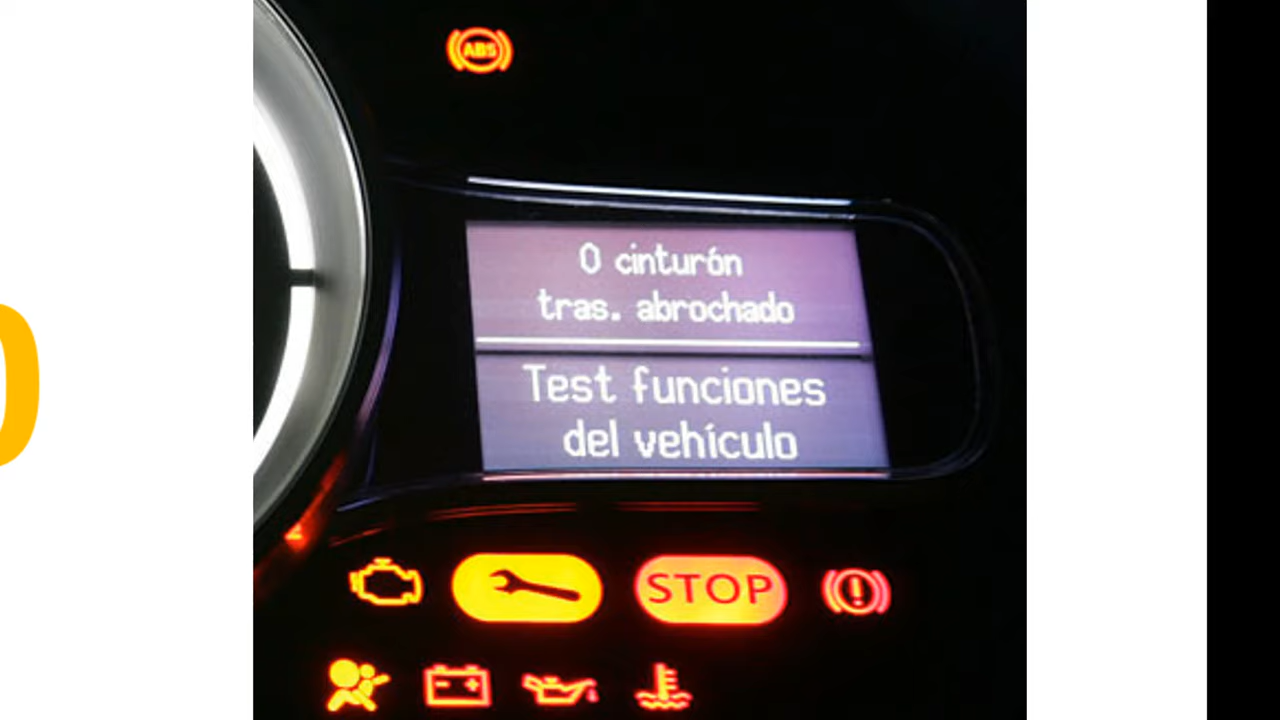 ABS
0 cinturón
tras. abrochado
Test funciones
del vehículo
STOP